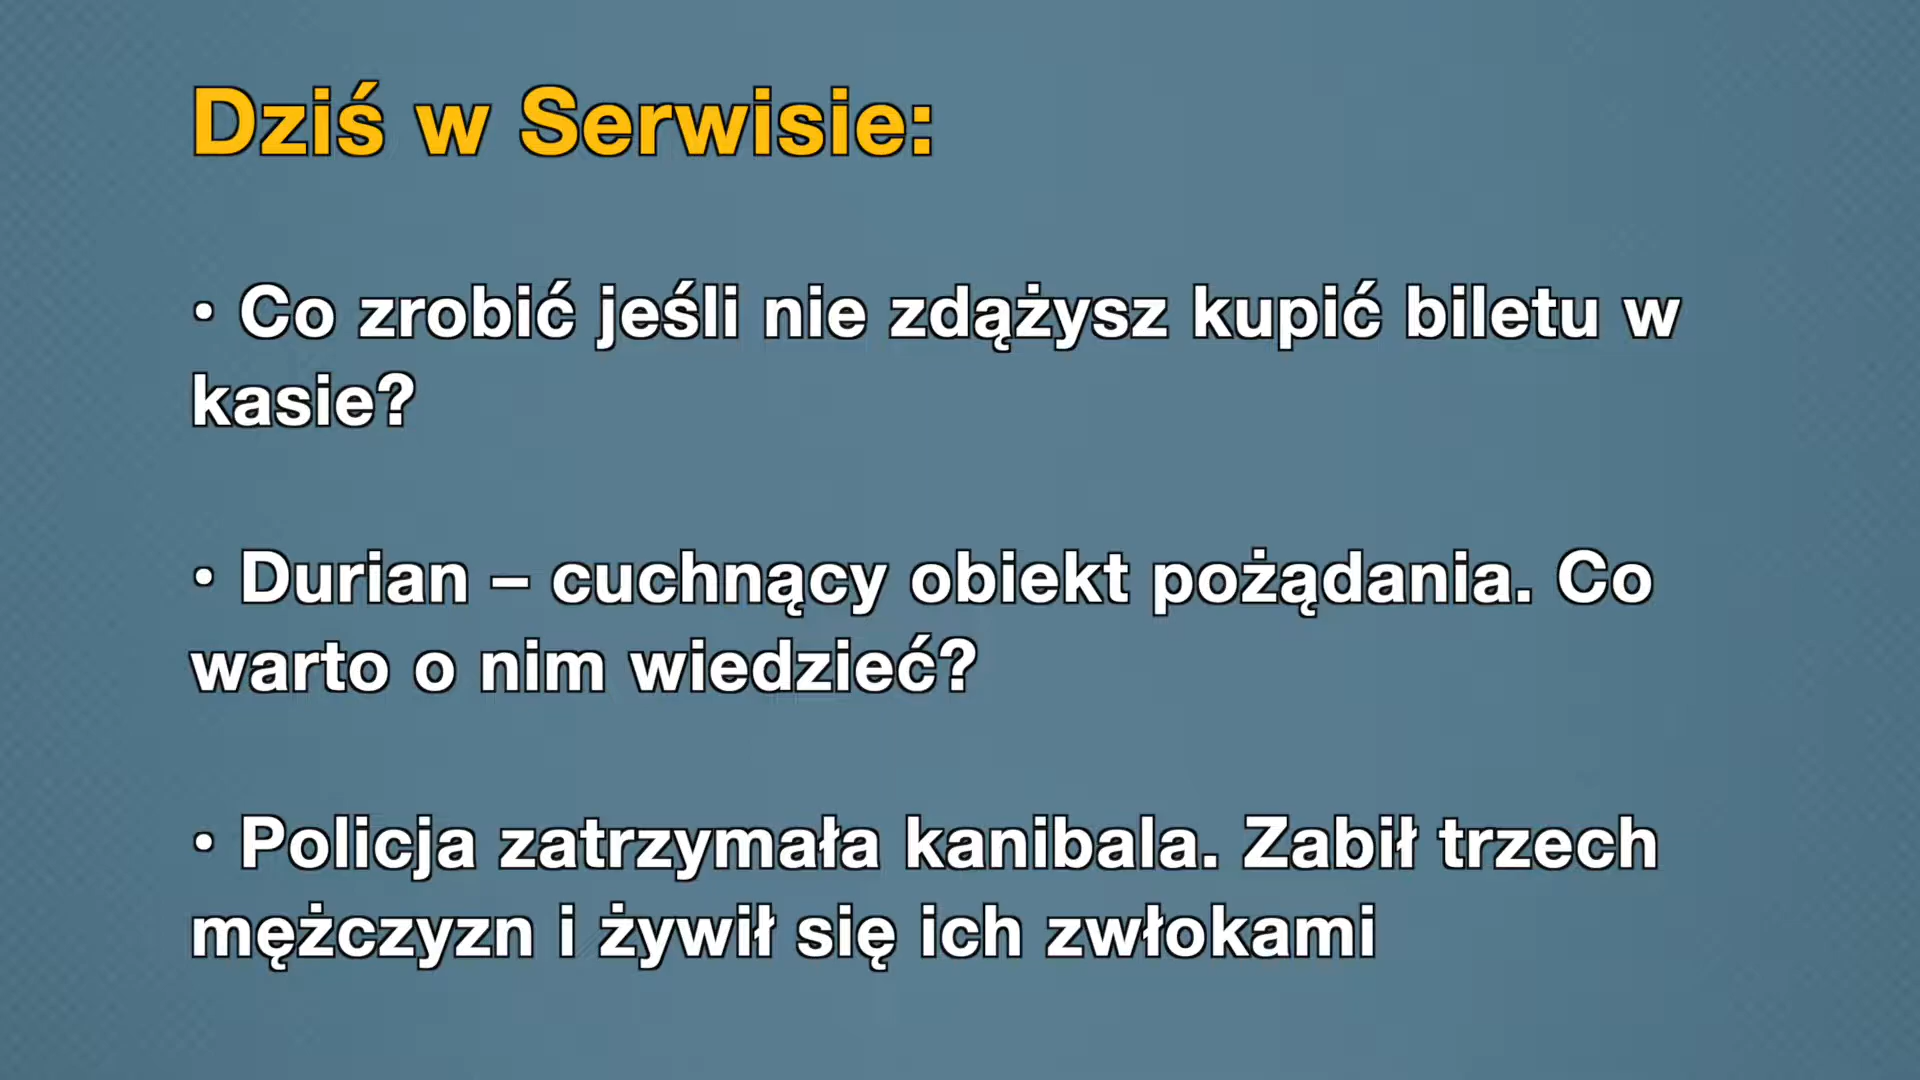 Dziś w Serwisie:
• Co zrobić jeśli nie zdążysz kupić biletu w
kasie?
• Durian – cuchnący obiekt pożądania. Co
warto o nim wiedzieć?
• Policja zatrzymała kanibala. Zabił trzech
mężczyzn i żywił się ich zwłokami